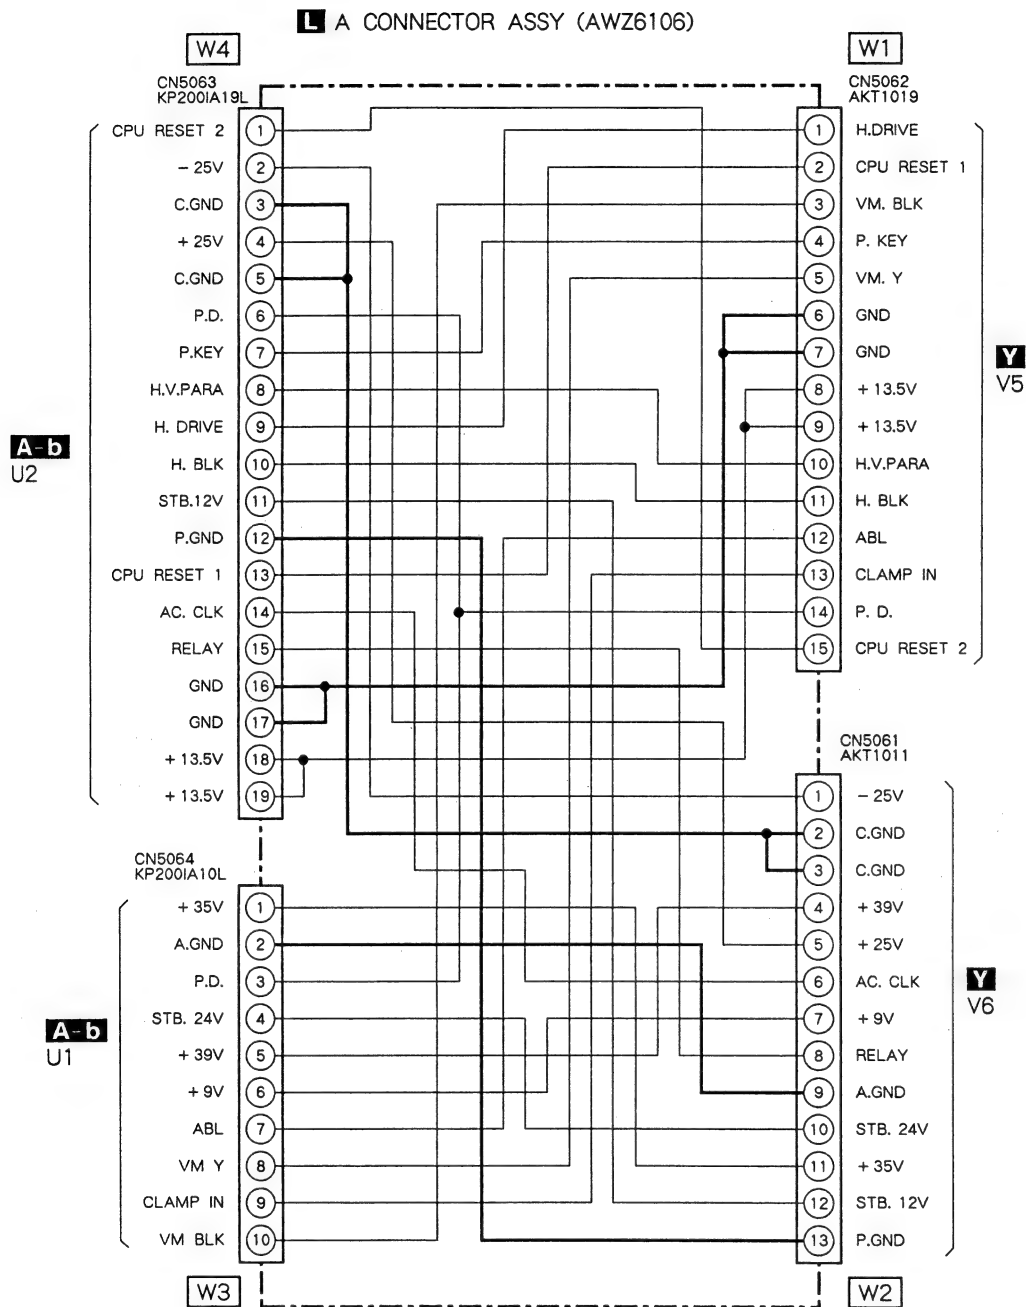 L A CONNECTOR ASSY (AWZ6106)
W4
CN5063
KP200IA19L
A-b
U2
CPU RESET 2 1
- 25V 2
C.GND 3
+ 25V 4
C.GND 5
P.D. 6
P.KEY 7
H.V.PARA 8
H. DRIVE 9
H. BLK 10
STB.12V 11
P.GND 12
CPU RESET 1 13
AC. CLK 14
RELAY 15
GND 16
GND 17
+ 13.5V 18
+ 13.5V 19
CN5064
KP200IA10L
A-b
U1
+ 35V 1
A.GND 2
P.D. 3
STB. 24V 4
+ 39V 5
+ 9V 6
ABL 7
VM Y 8
CLAMP IN 9
VM BLK 10
W3
W1
CN5062
AKT1019
1 H.DRIVE
2 CPU RESET 1
3 VM. BLK
4 P. KEY
5 VM. Y
6 GND
7 GND
8 + 13.5V
9 + 13.5V
10 H.V.PARA
11 H. BLK
12 ABL
13 CLAMP IN
14 P. D.
15 CPU RESET 2
Y
V5
CN5061
AKT1011
1 - 25V
2 C.GND
3 C.GND
4 + 39V
5 + 25V
6 AC. CLK
7 + 9V
8 RELAY
9 A.GND
10 STB. 24V
11 + 35V
12 STB. 12V
13 P.GND
Y
V6
W2